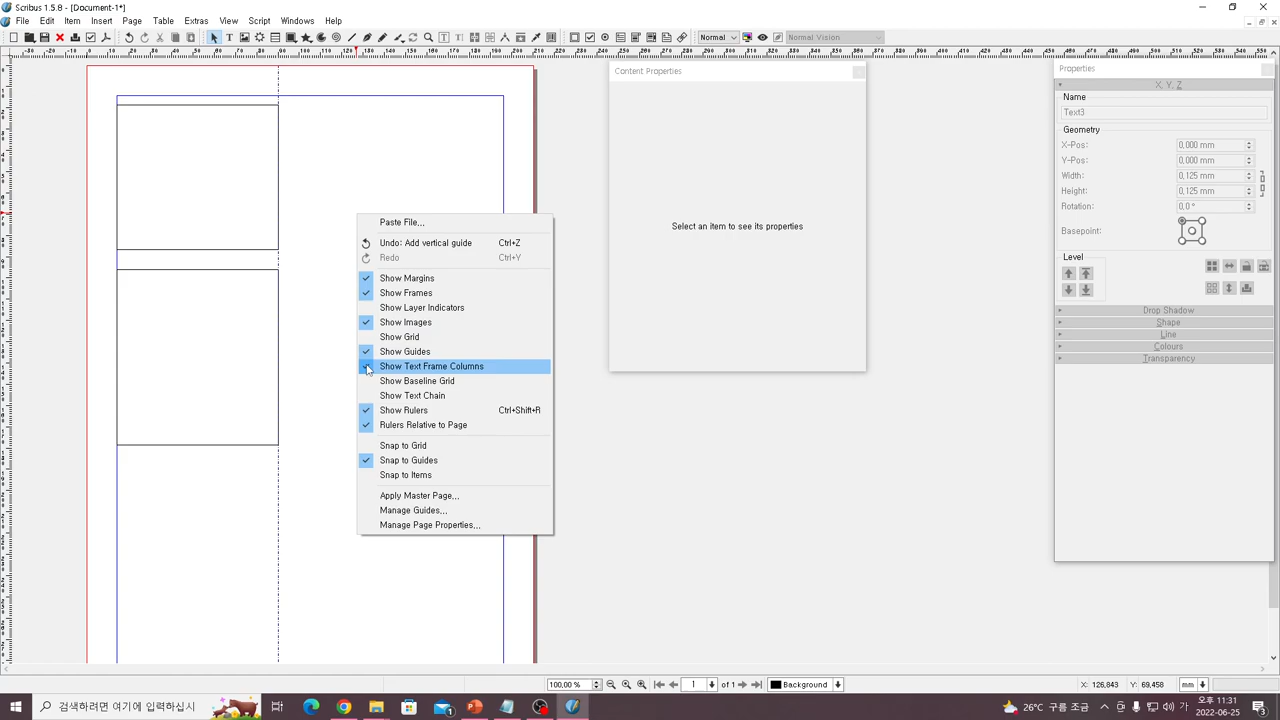 Scribus 1.5.8 - [Document-1*]
File Edit Item Insert Page Table Extras View Script Windows Help
Normal Normal Vision
Content Properties
Select an item to see its properties
Properties
X, Y, Z
Name
Text3
Geometry
X-Pos: 0,000 mm
Y-Pos: 0,000 mm
Width: 0,125 mm
Height: 0,125 mm
Rotation: 0,0 °
Basepoint:
Level
Drop Shadow
Shape
Line
Colours
Transparency
Paste File...
Undo: Add vertical guide Ctrl+Z
Redo Ctrl+Y
Show Margins
Show Frames
Show Layer Indicators
Show Images
Show Grid
Show Guides
Show Text Frame Columns
Show Baseline Grid
Show Text Chain
Show Rulers Ctrl+Shift+R
Rulers Relative to Page
Snap to Grid
Snap to Guides
Snap to Items
Apply Master Page...
Manage Guides...
Manage Page Properties...
100,00 % 1 of 1 Background X: 126,843 Y: 69,458 mm
검색하려면 여기에 입력하십시 26°C 구름 조금 오후 11:31
2022-06-25